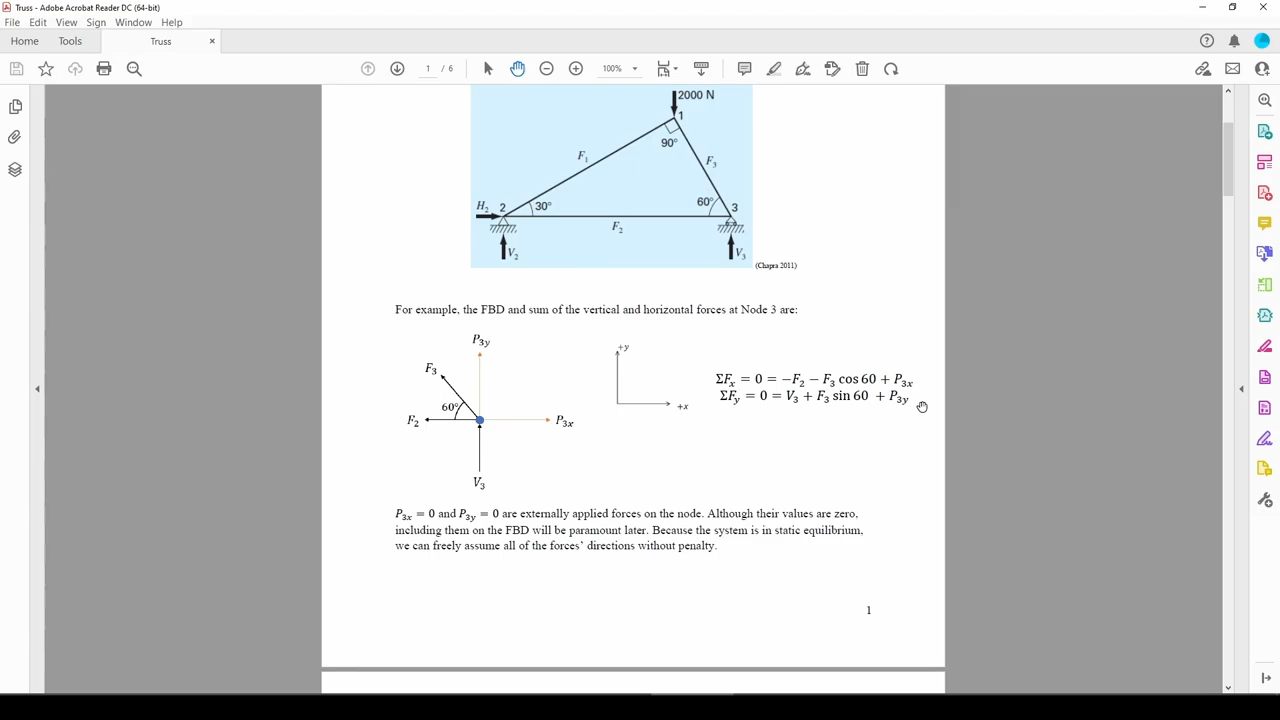 Truss - Adobe Acrobat Reader DC (64-bit)
File Edit View Sign Window Help
Home Tools Truss ×
1 / 6 100%
2000 N
1
90°
F₁
F₃
H₂ 2 30° 60° 3
F₂
V₂ V₃
(Chapra 2011)
For example, the FBD and sum of the vertical and horizontal forces at Node 3 are:
P₃y
+y
F₃
ΣFₓ = 0 = −F₂ − F₃ cos 60 + P₃ₓ
ΣFy = 0 = V₃ + F₃ sin 60 + P₃y
60°
+x
F₂ P₃ₓ
V₃
P₃ₓ = 0 and P₃y = 0 are externally applied forces on the node. Although their values are zero,
including them on the FBD will be paramount later. Because the system is in static equilibrium,
we can freely assume all of the forces’ directions without penalty.
1